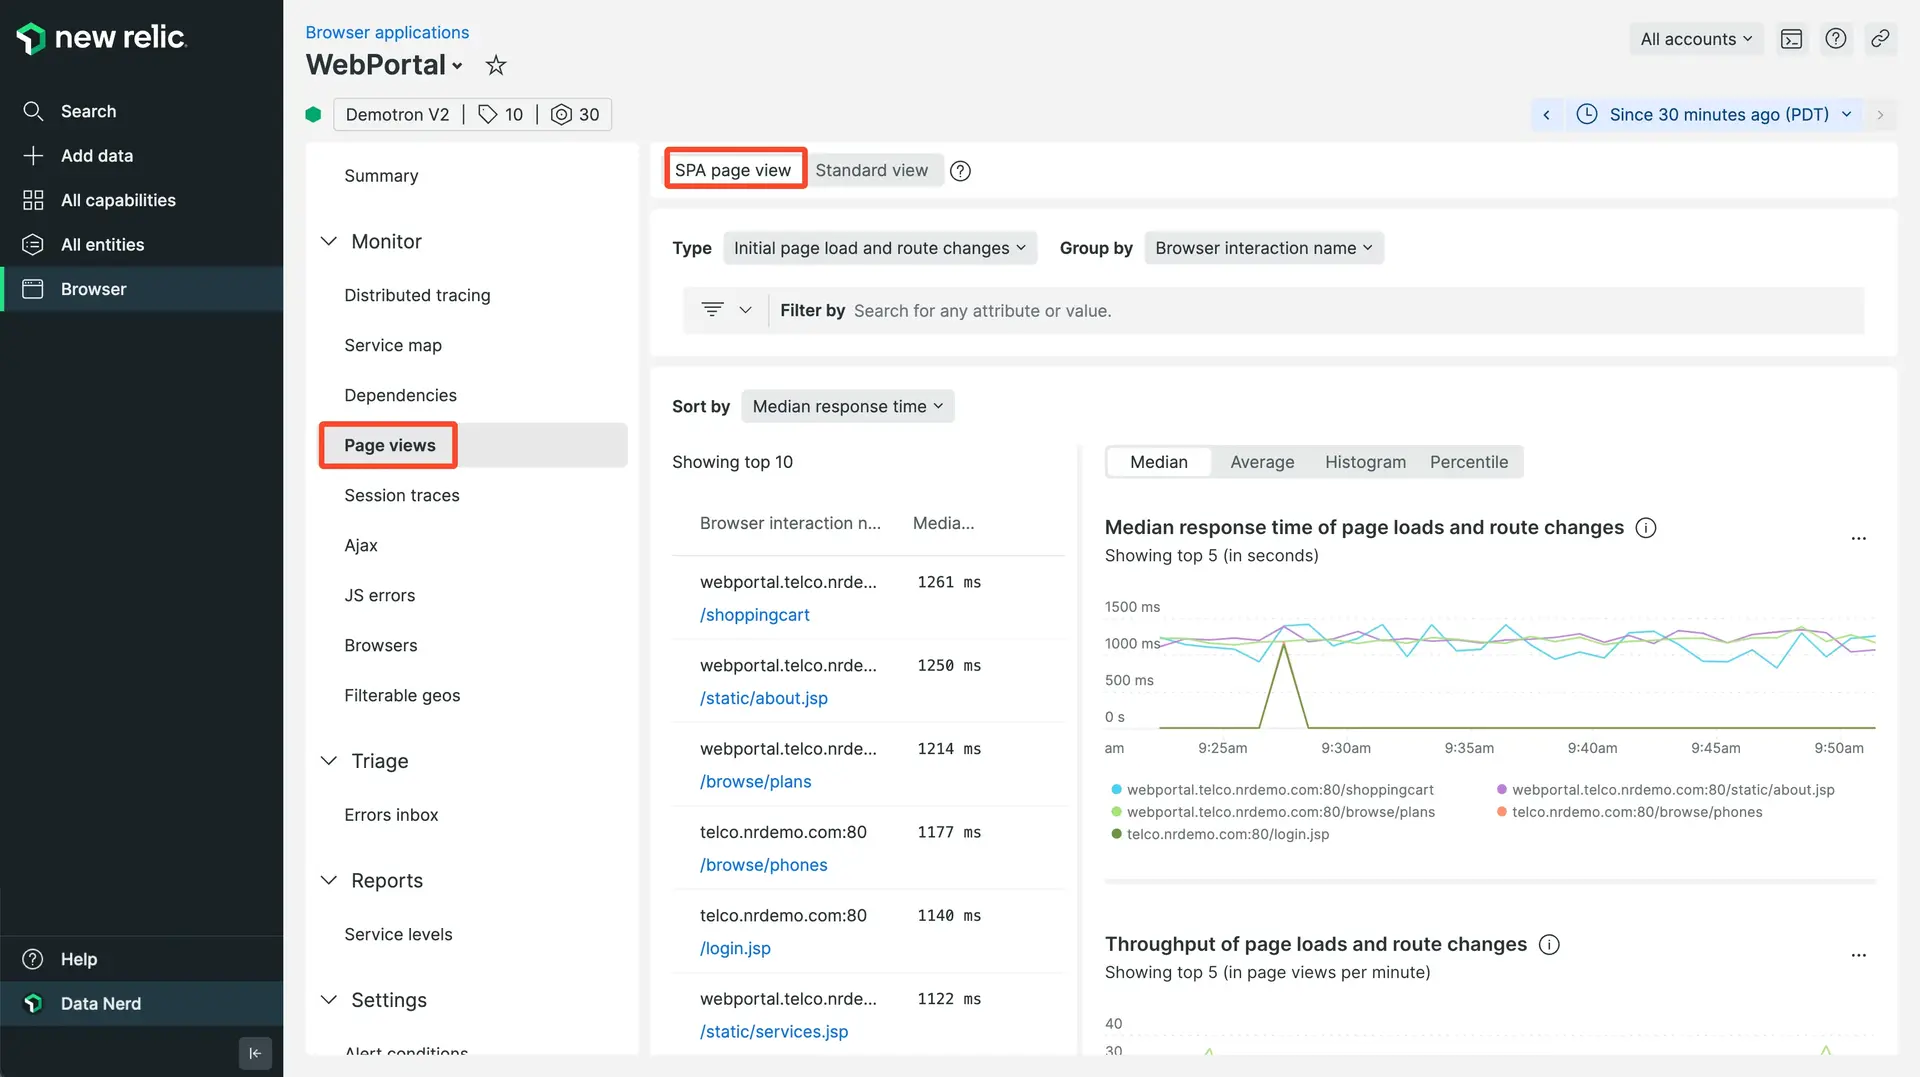 new relic.
Search
Add data
All capabilities
All entities
Browser
Help
Data Nerd
Browser applications
WebPortal
Demotron V2 | 10 | 30
All accounts
Since 30 minutes ago (PDT)
Summary
Monitor
Distributed tracing
Service map
Dependencies
Page views
Session traces
Ajax
JS errors
Browsers
Filterable geos
Triage
Errors inbox
Reports
Service levels
Settings
Alert conditions
SPA page view Standard view
Type Initial page load and route changes Group by Browser interaction name
Filter by Search for any attribute or value.
Sort by Median response time
Showing top 10
Browser interaction n... Media...
webportal.telco.nrde... 1261 ms
/shoppingcart
webportal.telco.nrde... 1250 ms
/static/about.jsp
webportal.telco.nrde... 1214 ms
/browse/plans
telco.nrdemo.com:80 1177 ms
/browse/phones
telco.nrdemo.com:80 1140 ms
/login.jsp
webportal.telco.nrde... 1122 ms
/static/services.jsp
Median Average Histogram Percentile
Median response time of page loads and route changes
Showing top 5 (in seconds)
1500 ms
1000 ms
500 ms
0 s
am 9:25am 9:30am 9:35am 9:40am 9:45am 9:50am
webportal.telco.nrdemo.com:80/shoppingcart webportal.telco.nrdemo.com:80/static/about.jsp
webportal.telco.nrdemo.com:80/browse/plans telco.nrdemo.com:80/browse/phones
telco.nrdemo.com:80/login.jsp
Throughput of page loads and route changes
Showing top 5 (in page views per minute)
40
30